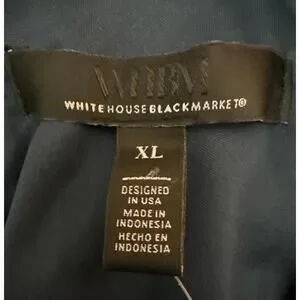 WHBM
WHITE HOUSE BLACK MARKET®
XL
DESIGNED
IN USA
MADE IN
INDONESIA
HECHO EN
INDONESIA